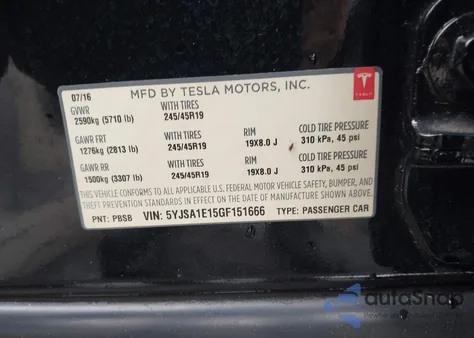 07/16 MFD BY TESLA MOTORS, INC.
TESLA
GVWR WITH TIRES
2590kg (5710 lb) 245/45R19
GAWR FRT WITH TIRES RIM COLD TIRE PRESSURE
1276kg (2813 lb) 245/45R19 19X8.0 J 310 kPa, 45 psi
GAWR RR WITH TIRES RIM COLD TIRE PRESSURE
1500kg (3307 lb) 245/45R19 19X8.0 J 310 kPa, 45 psi
THIS VEHICLE CONFORMS TO ALL APPLICABLE U.S. FEDERAL MOTOR VEHICLE SAFETY, BUMPER, AND
THEFT PREVENTION STANDARDS IN EFFECT ON THE DATE OF MANUFACTURE SHOWN ABOVE.
PNT: PBSB VIN: 5YJSA1E15GF151666 TYPE: PASSENGER CAR
autoSnap